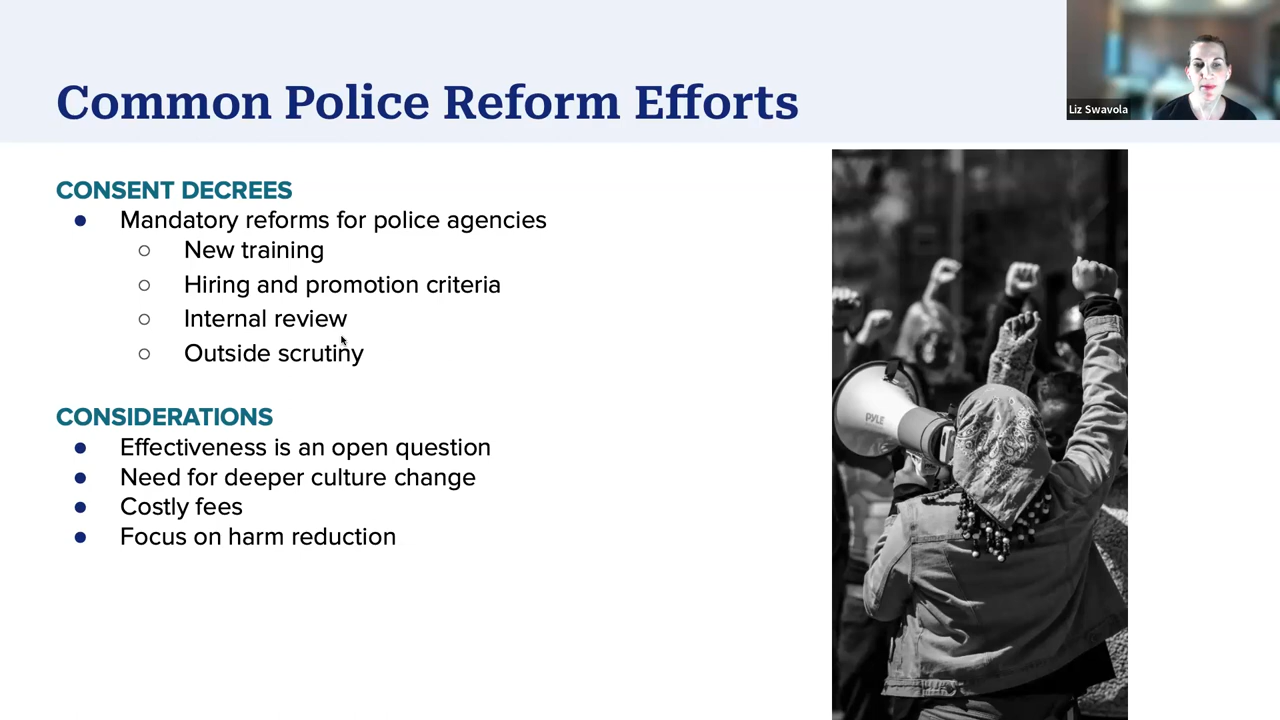 Common Police Reform Efforts
Liz Swavola
CONSENT DECREES
● Mandatory reforms for police agencies
○ New training
○ Hiring and promotion criteria
○ Internal review
○ Outside scrutiny
CONSIDERATIONS
● Effectiveness is an open question
● Need for deeper culture change
● Costly fees
● Focus on harm reduction
PYLE